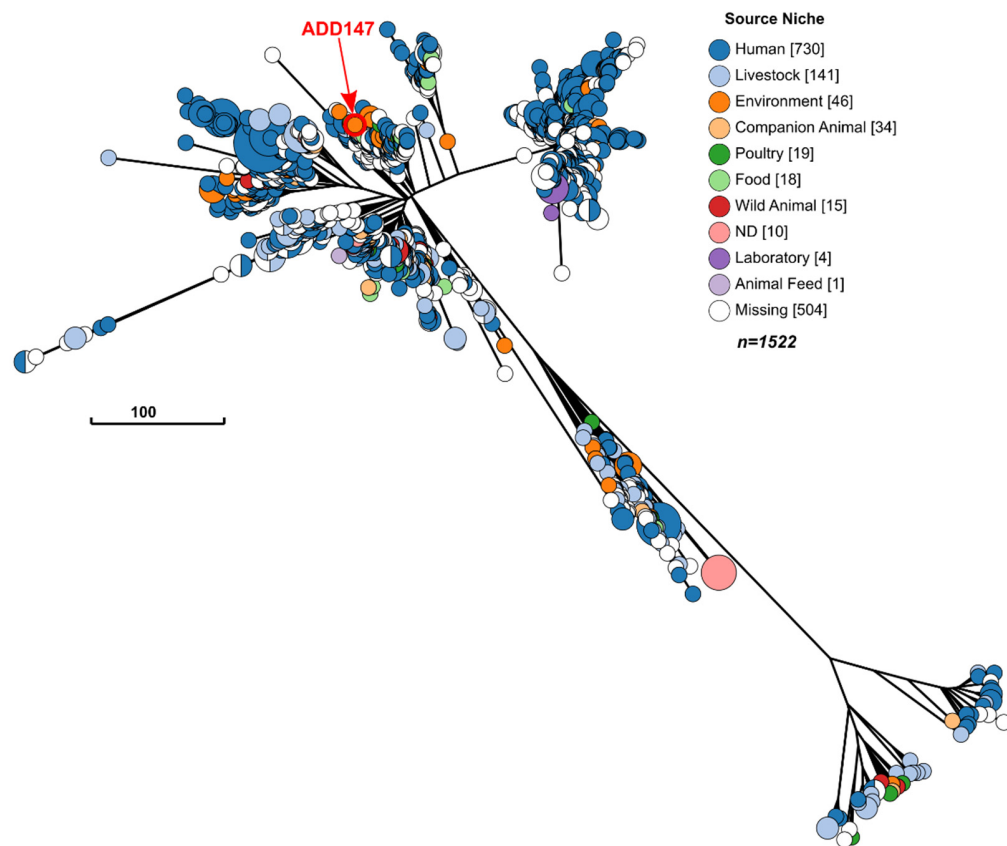 Source Niche
ADD147
Human [730]
Livestock [141]
Environment [46]
Companion Animal [34]
Poultry [19]
Food [18]
Wild Animal [15]
ND [10]
Laboratory [4]
Animal Feed [1]
Missing [504]
n=1522
100